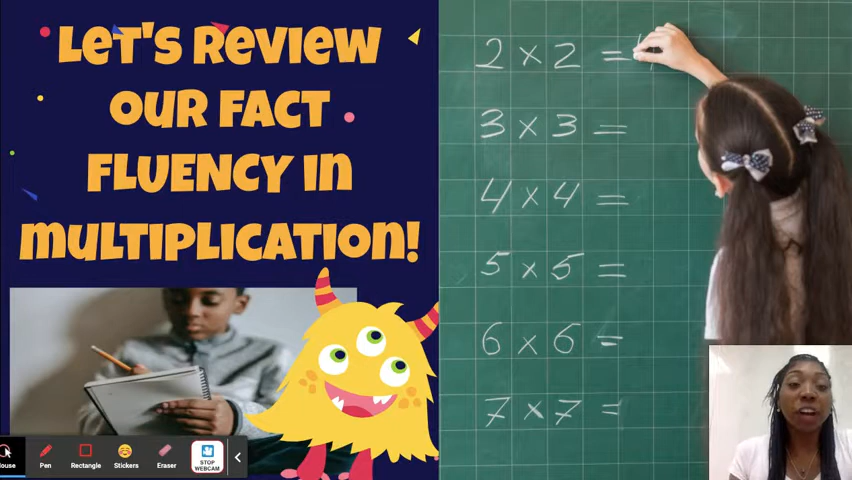 Let's Review
our fact
fluency in
multiplication!
2 × 2 = 4
3 × 3 =
4 × 4 =
5 × 5 =
6 × 6 =
7 × 7 =
Pen
Rectangle
Stickers
Eraser
STOP
WEBCAM